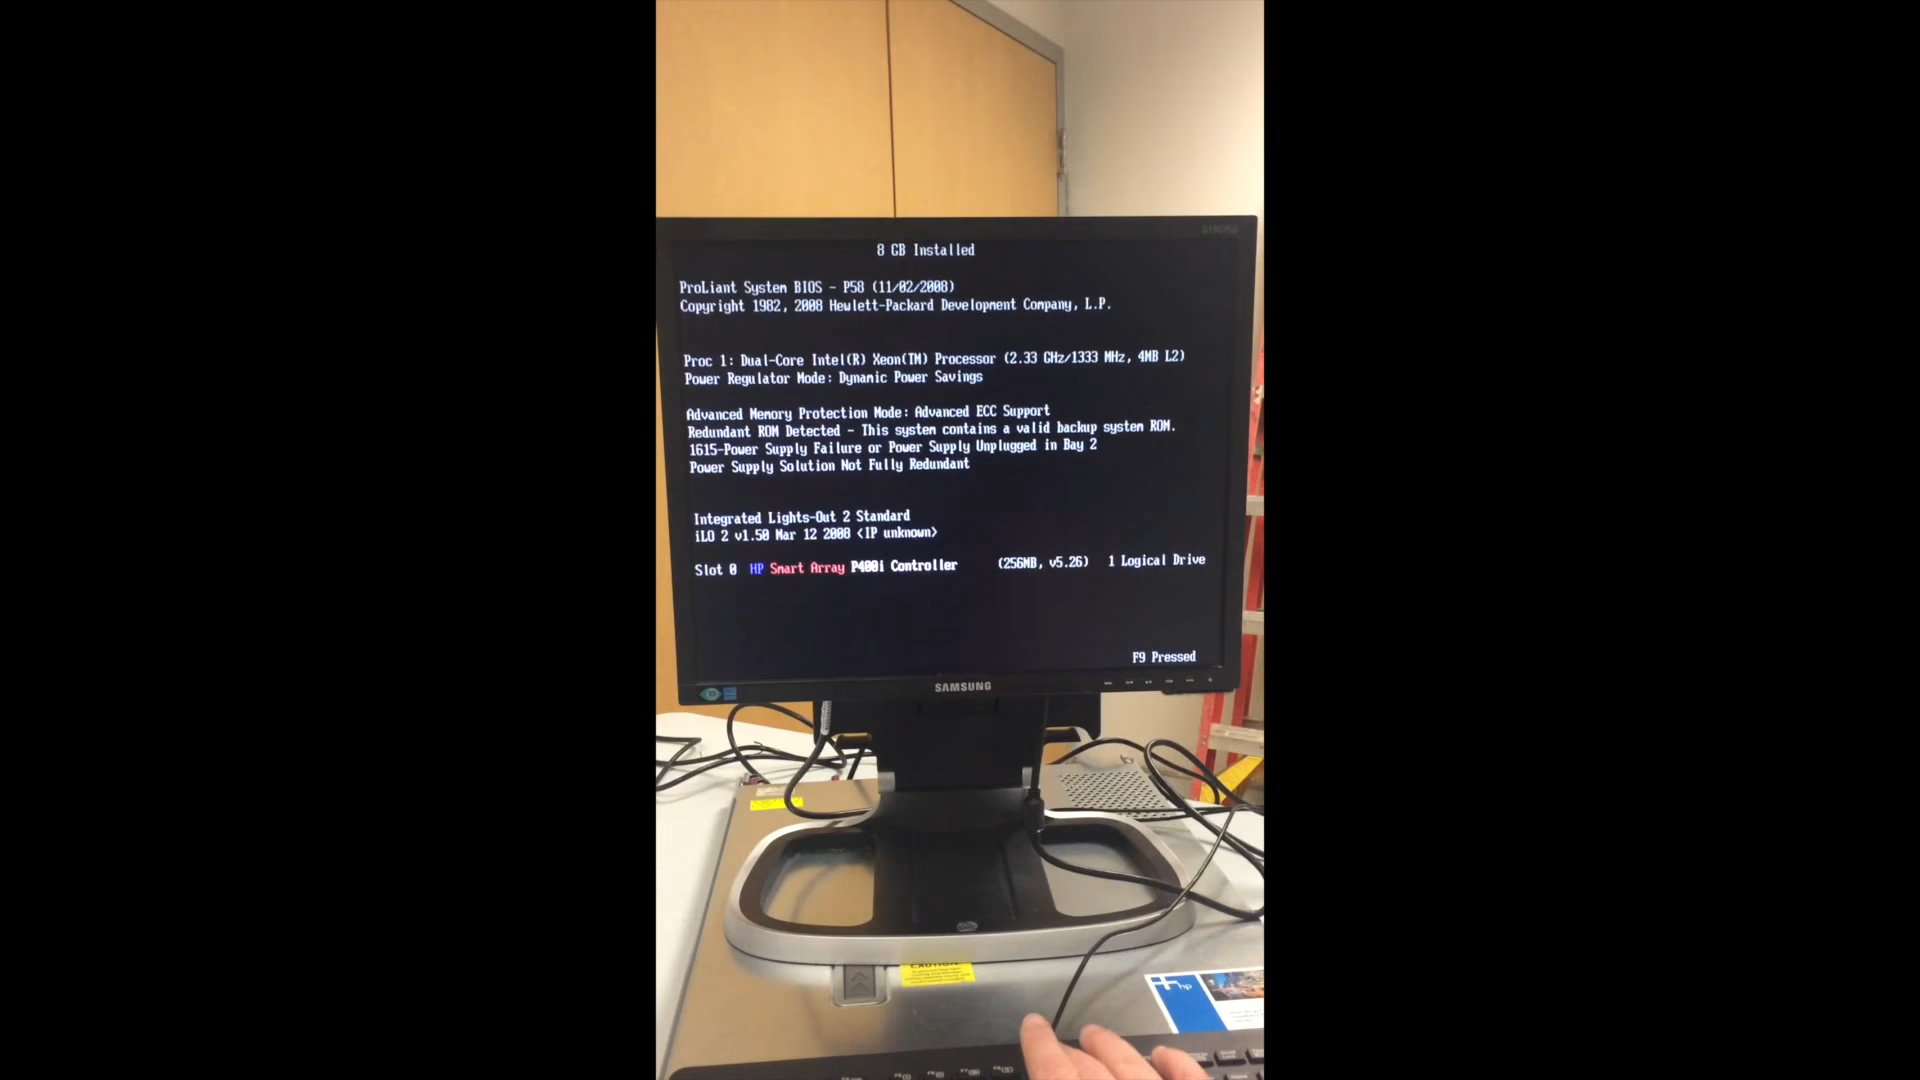 8 GB Installed
ProLiant System BIOS - P58 (11/02/2008)
Copyright 1982, 2008 Hewlett-Packard Development Company, L.P.
Proc 1: Dual-Core Intel(R) Xeon(TM) Processor (2.33 GHz/1333 MHz, 4MB L2)
Power Regulator Mode: Dynamic Power Savings
Advanced Memory Protection Mode: Advanced ECC Support
Redundant ROM Detected - This system contains a valid backup system ROM.
1615-Power Supply Failure or Power Supply Unplugged in Bay 2
Power Supply Solution Not Fully Redundant
Integrated Lights-Out 2 Standard
iLO 2 v1.50 Mar 12 2008 <IP unknown>
Slot 0 HP Smart Array P400i Controller (256MB, v5.26) 1 Logical Drive
F9 Pressed
SAMSUNG
CAUTION
hp